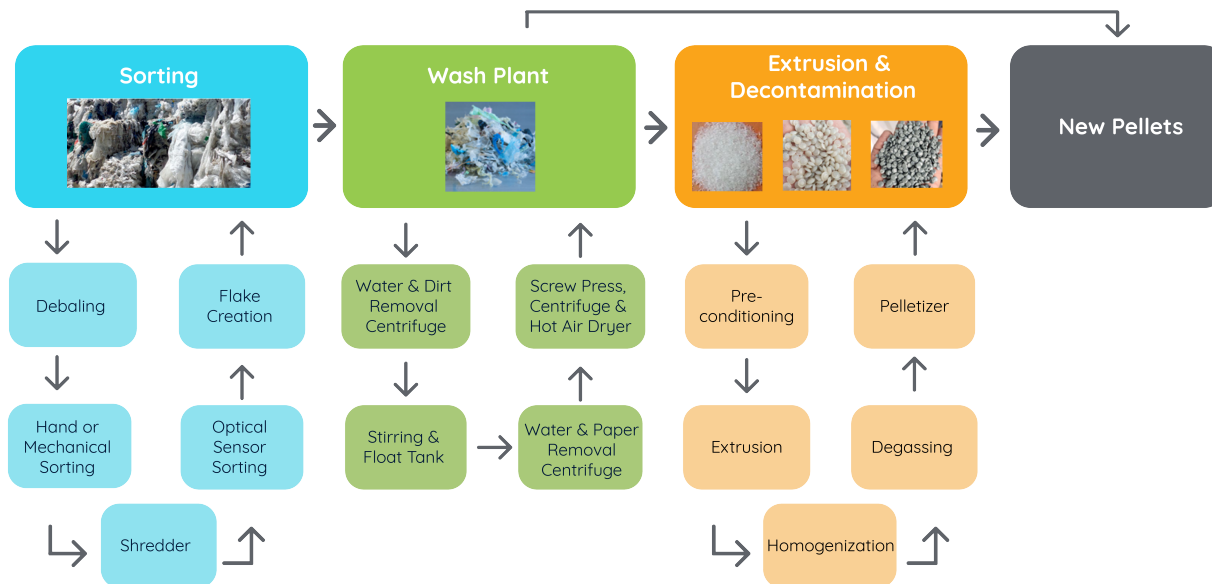 Sorting
Wash Plant
Extrusion &
Decontamination
New Pellets
Debaling
Hand or
Mechanical
Sorting
Shredder
Optical
Sensor
Sorting
Flake
Creation
Water & Dirt
Removal
Centrifuge
Stirring &
Float Tank
Water & Paper
Removal
Centrifuge
Screw Press,
Centrifuge &
Hot Air Dryer
Pre-
conditioning
Extrusion
Homogenization
Degassing
Pelletizer